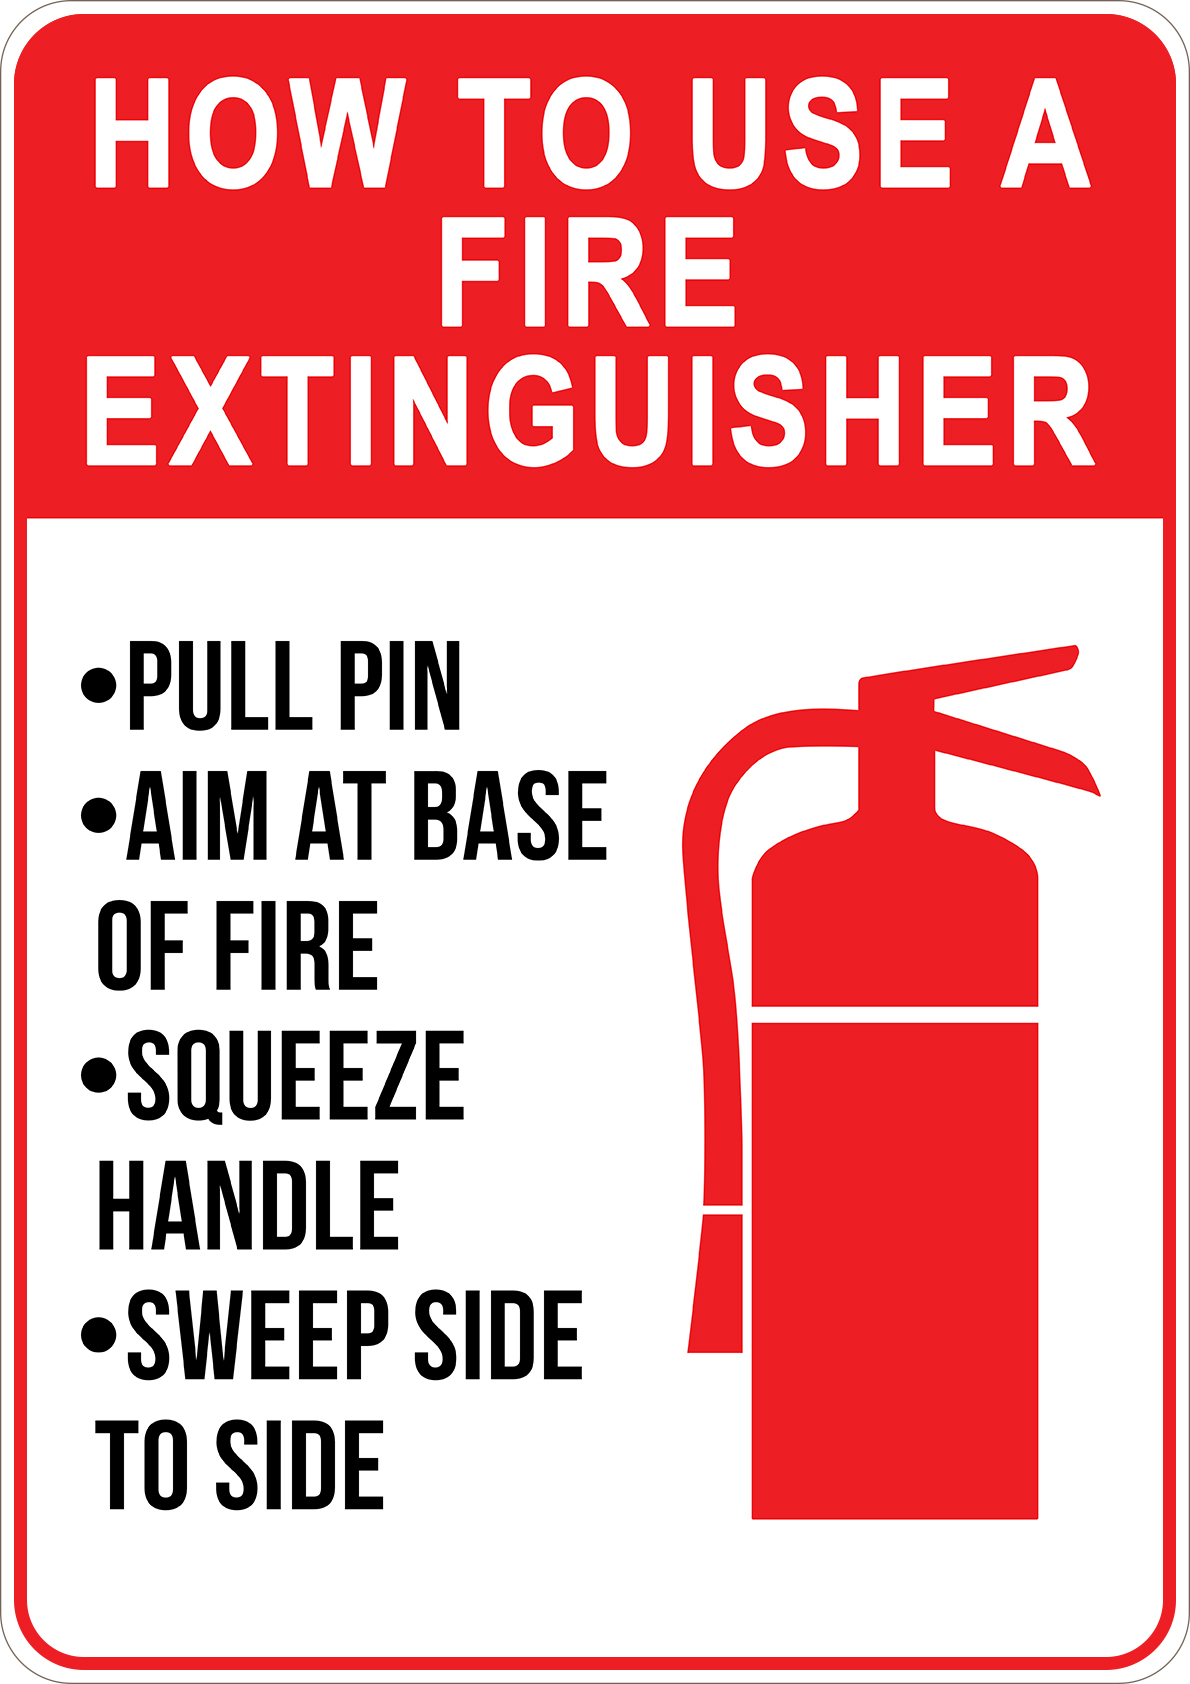 HOW TO USE A
FIRE
EXTINGUISHER
•PULL PIN
•AIM AT BASE
OF FIRE
•SQUEEZE
HANDLE
•SWEEP SIDE
TO SIDE